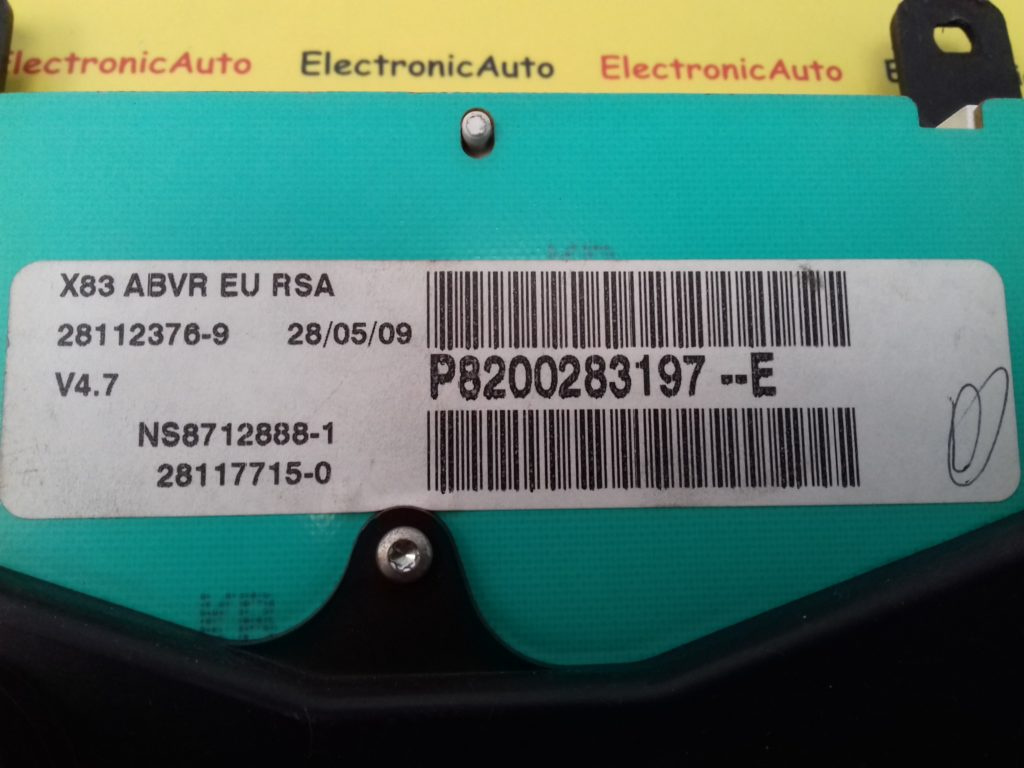 ElectronicAuto ElectronicAuto ElectronicAuto
X83 ABVR EU RSA
28112376-9 28/05/09
P8200283197 --E
V4.7
NS8712888-1
28117715-0